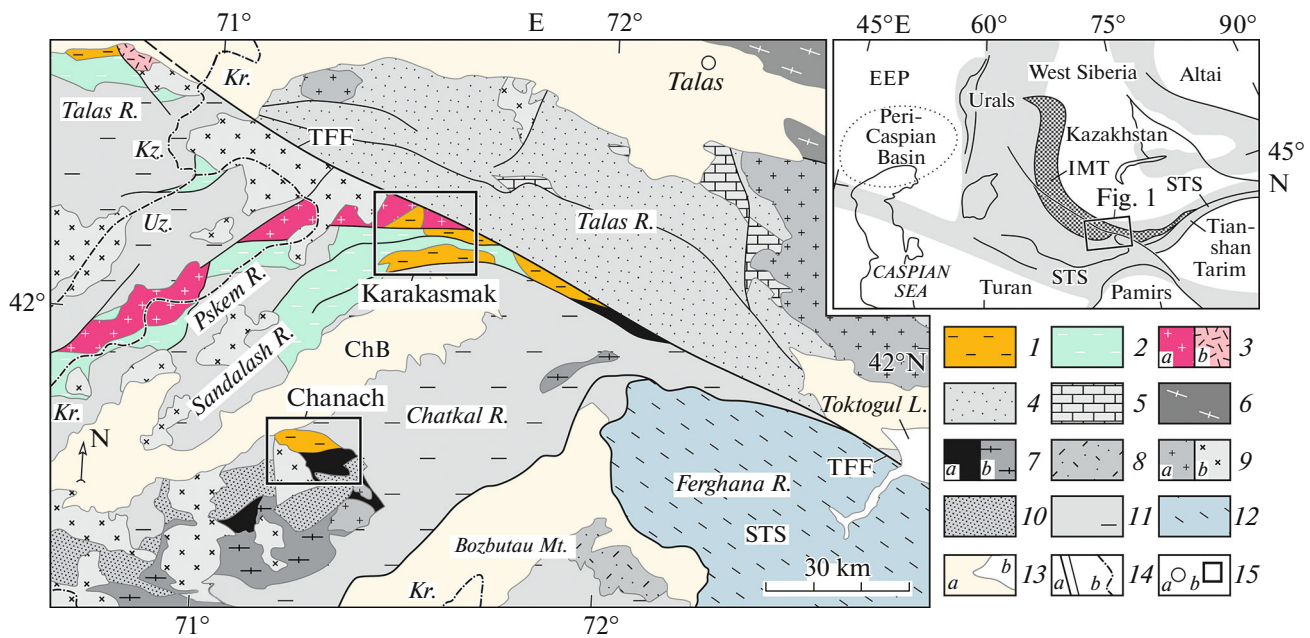 71°
E
72°
45°E
60°
75°
90°
Kr.
Talas
Talas R.
TFF
Kz.
Uz.
Talas R.
Karakasmak
42°
Pskem R.
Sandalash R.
ChB
42°N
Chanach
Chatkal R.
Toktogul L.
Kr.
N
TFF
Ferghana R.
STS
Bozbutau Mt.
Kr.
30 km
71°
72°
EEP
West Siberia
Altai
Urals
Peri-
Caspian
Basin
Kazakhstan
45°
N
IMT
STS
Fig. 1
Tian-
shan
Tarim
CASPIAN
SEA
Turan
STS
Pamirs
1
2
a b 3
4
5
6
a b 7
8
a b 9
10
11
12
a b 13
a b 14
a b 15